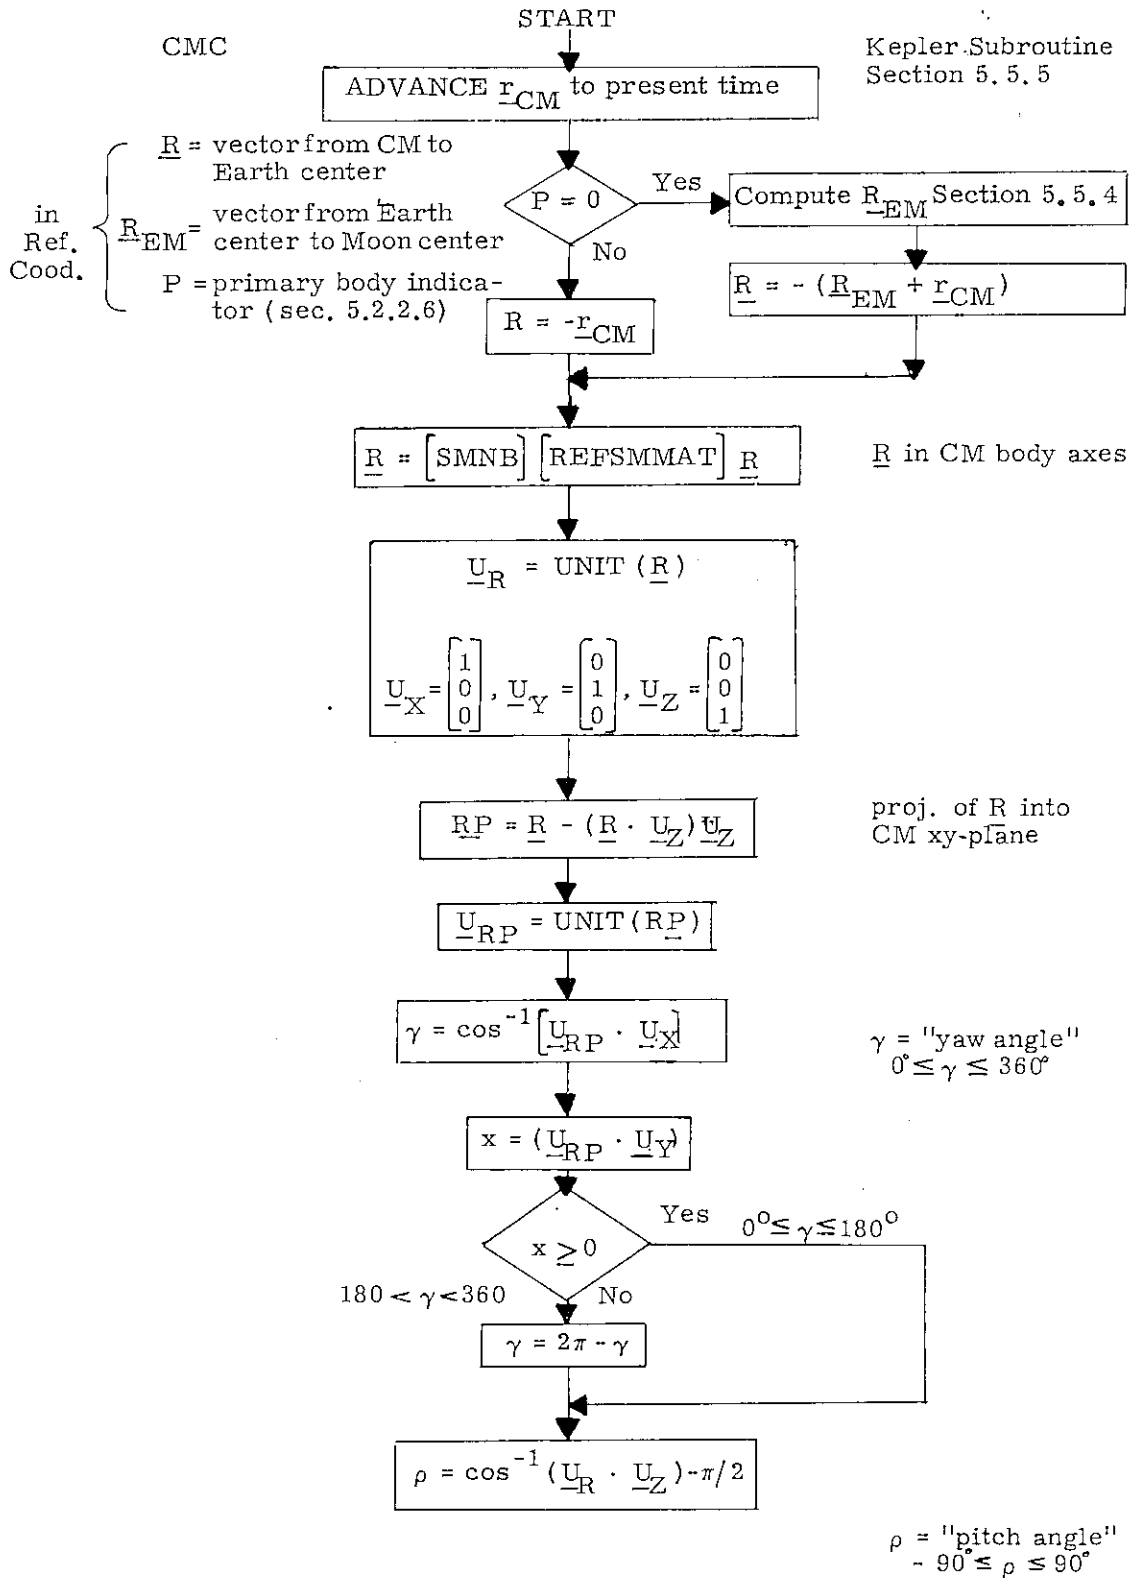 START
CMC
Kepler Subroutine
Section 5.5.5
ADVANCE r_CM to present time
in
Ref.
Cood.
R = vector from CM to
Earth center
R_EM = vector from Earth
center to Moon center
P = primary body indica-
tor (sec. 5.2.2.6)
P = 0
Yes
No
Compute R_EM Section 5.5.4
R = - (R_EM + r_CM)
R = -r_CM
R = [SMNB] [REFSMMAT] R
R in CM body axes
U_R = UNIT (R)
U_X = [1 0 0], U_Y = [0 1 0], U_Z = [0 0 1]
RP = R - (R · U_Z) U_Z
proj. of R into
CM xy-plane
U_RP = UNIT (RP)
γ = cos^-1 [U_RP · U_X]
γ = "yaw angle"
0° ≤ γ ≤ 360°
x = (U_RP · U_Y)
x ≥ 0
Yes
0° ≤ γ ≤ 180°
180 < γ < 360
No
γ = 2π - γ
ρ = cos^-1 (U_R · U_Z) - π/2
ρ = "pitch angle"
- 90° ≤ ρ ≤ 90°